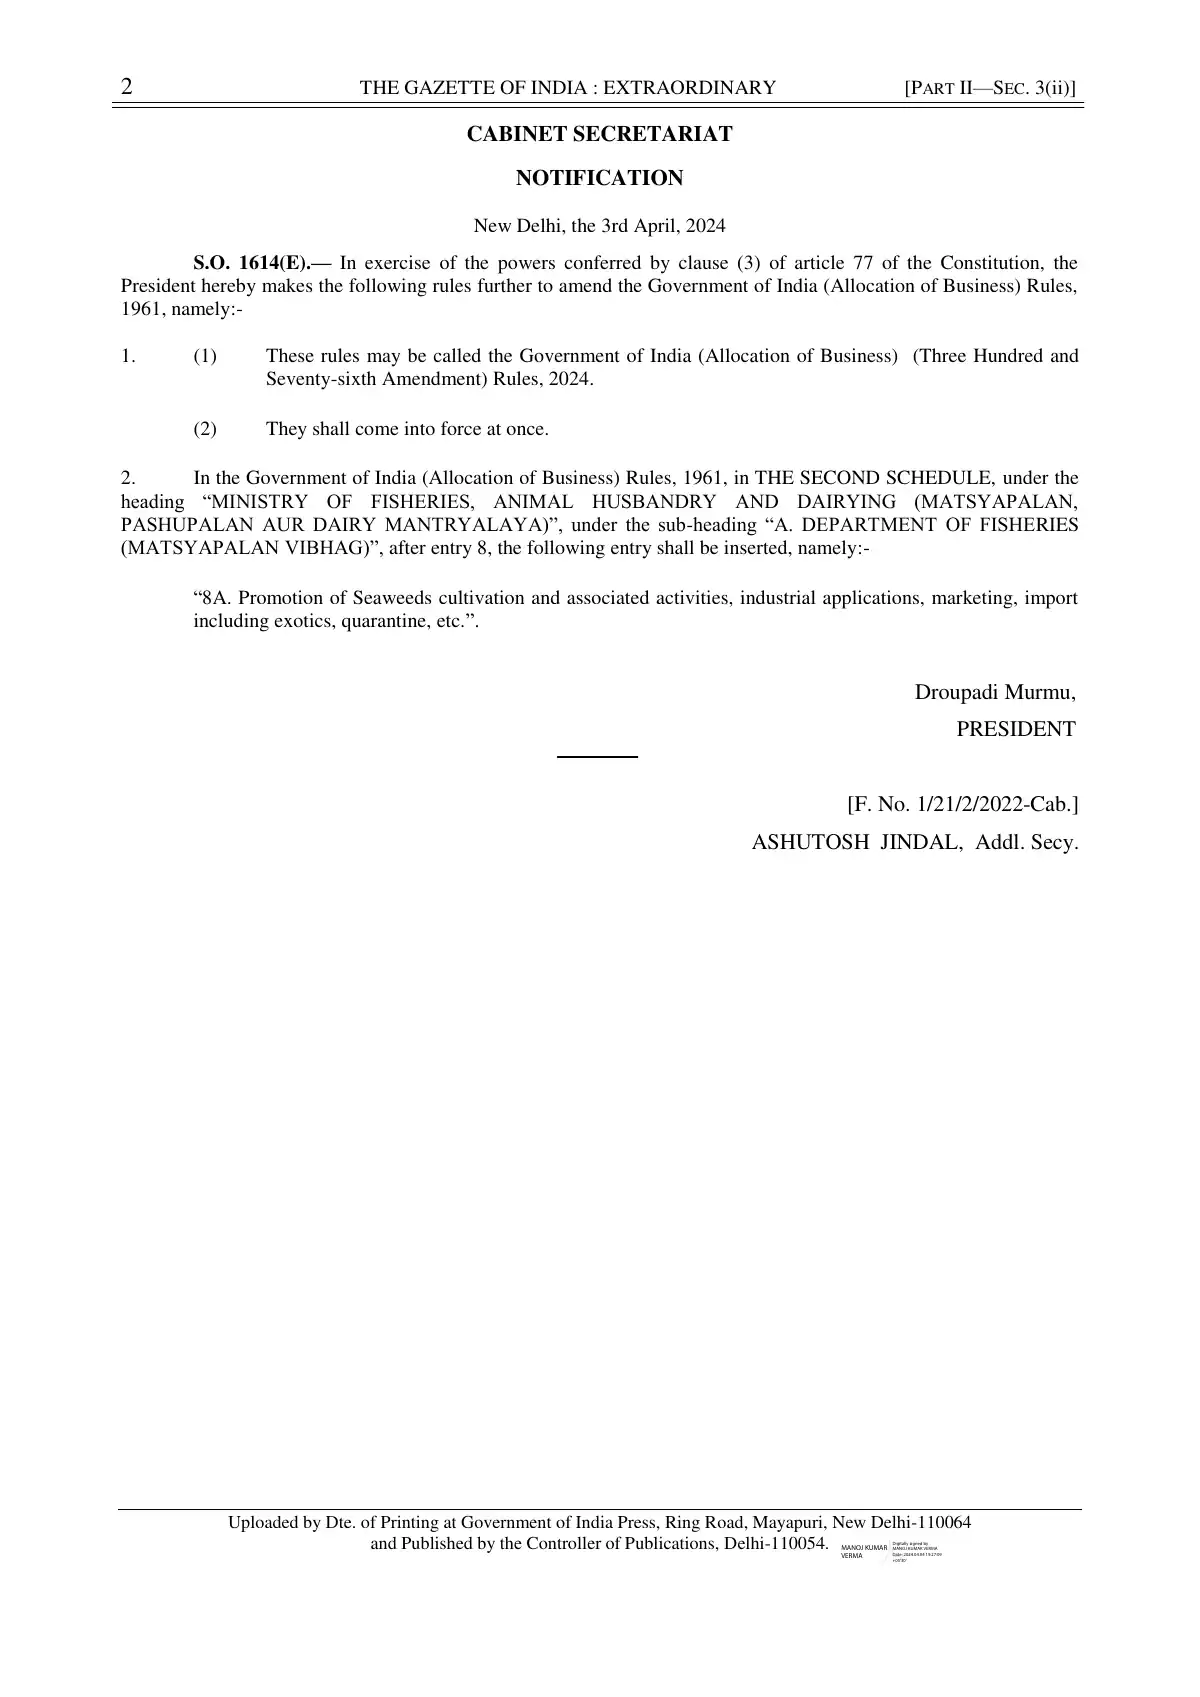 2 THE GAZETTE OF INDIA : EXTRAORDINARY [PART II—SEC. 3(ii)]
CABINET SECRETARIAT
NOTIFICATION
New Delhi, the 3rd April, 2024
S.O. 1614(E).— In exercise of the powers conferred by clause (3) of article 77 of the Constitution, the
President hereby makes the following rules further to amend the Government of India (Allocation of Business) Rules,
1961, namely:-
1. (1) These rules may be called the Government of India (Allocation of Business) (Three Hundred and
Seventy-sixth Amendment) Rules, 2024.
(2) They shall come into force at once.
2. In the Government of India (Allocation of Business) Rules, 1961, in THE SECOND SCHEDULE, under the
heading “MINISTRY OF FISHERIES, ANIMAL HUSBANDRY AND DAIRYING (MATSYAPALAN,
PASHUPALAN AUR DAIRY MANTRYALAYA)”, under the sub-heading “A. DEPARTMENT OF FISHERIES
(MATSYAPALAN VIBHAG)”, after entry 8, the following entry shall be inserted, namely:-
“8A. Promotion of Seaweeds cultivation and associated activities, industrial applications, marketing, import
including exotics, quarantine, etc.”.
Droupadi Murmu,
PRESIDENT
[F. No. 1/21/2/2022-Cab.]
ASHUTOSH JINDAL, Addl. Secy.
Uploaded by Dte. of Printing at Government of India Press, Ring Road, Mayapuri, New Delhi-110064
and Published by the Controller of Publications, Delhi-110054.
MANOJ KUMAR
VERMA
Digitally signed by
MANOJ KUMAR VERMA